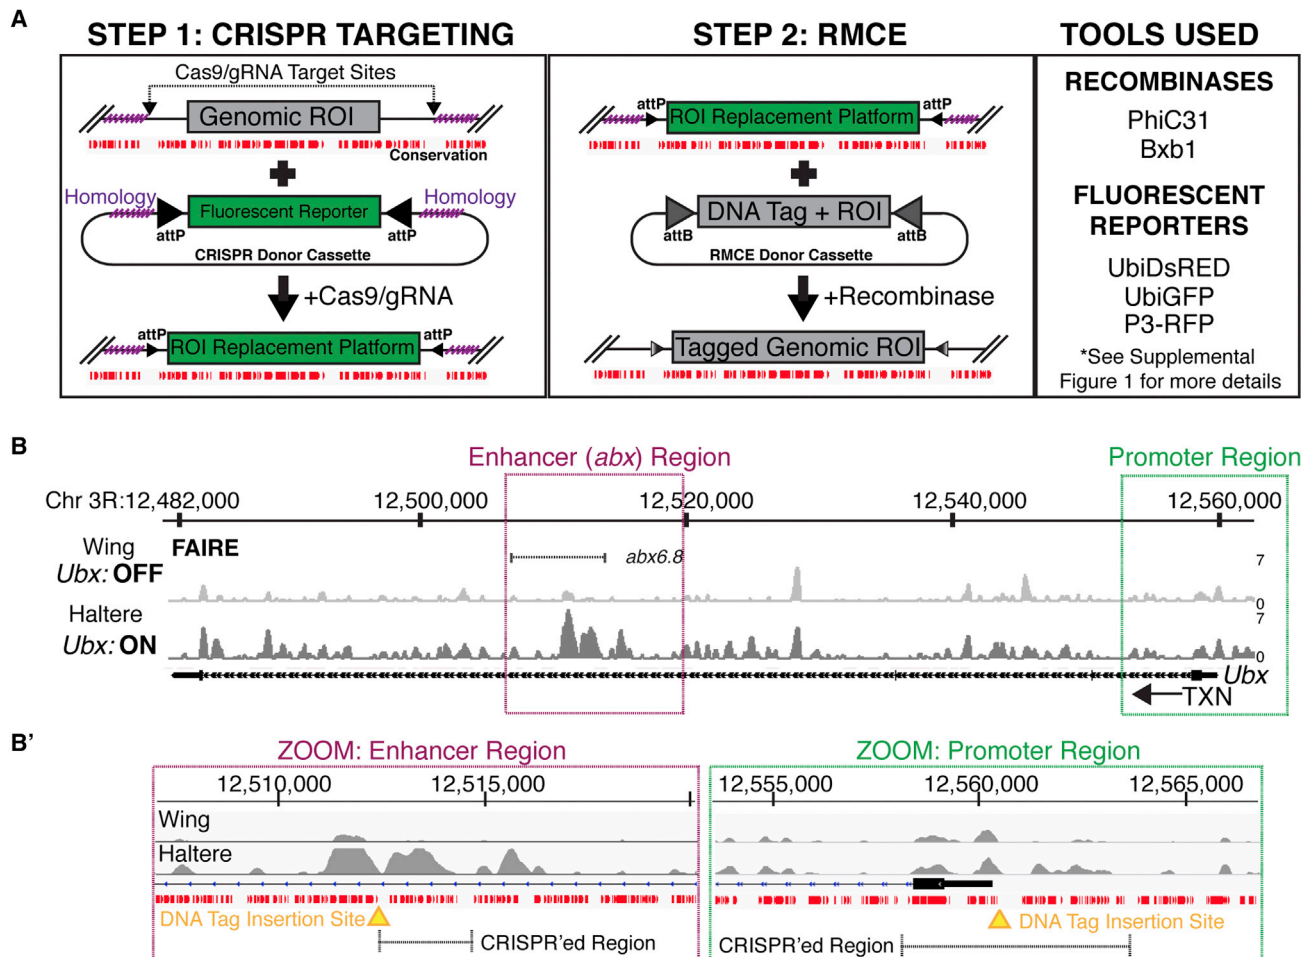 A
STEP 1: CRISPR TARGETING
Cas9/gRNA Target Sites
Genomic ROI
Conservation
Homology
Homology
Fluorescent Reporter
attP
attP
CRISPR Donor Cassette
+Cas9/gRNA
attP
attP
ROI Replacement Platform
STEP 2: RMCE
attP
attP
ROI Replacement Platform
DNA Tag + ROI
attB
attB
RMCE Donor Cassette
+Recombinase
Tagged Genomic ROI
TOOLS USED
RECOMBINASES
PhiC31
Bxb1
FLUORESCENT
REPORTERS
UbiDsRED
UbiGFP
P3-RFP
*See Supplemental
Figure 1 for more details
B
Enhancer (abx) Region
Promoter Region
Chr 3R:12,482,000
12,500,000
12,520,000
12,540,000
12,560,000
Wing
FAIRE
Ubx: OFF
abx6.8
7
0
Haltere
Ubx: ON
7
0
Ubx
TXN
B’
ZOOM: Enhancer Region
12,510,000
12,515,000
Wing
Haltere
DNA Tag Insertion Site
CRISPR’ed Region
ZOOM: Promoter Region
12,555,000
12,560,000
12,565,000
DNA Tag Insertion Site
CRISPR’ed Region